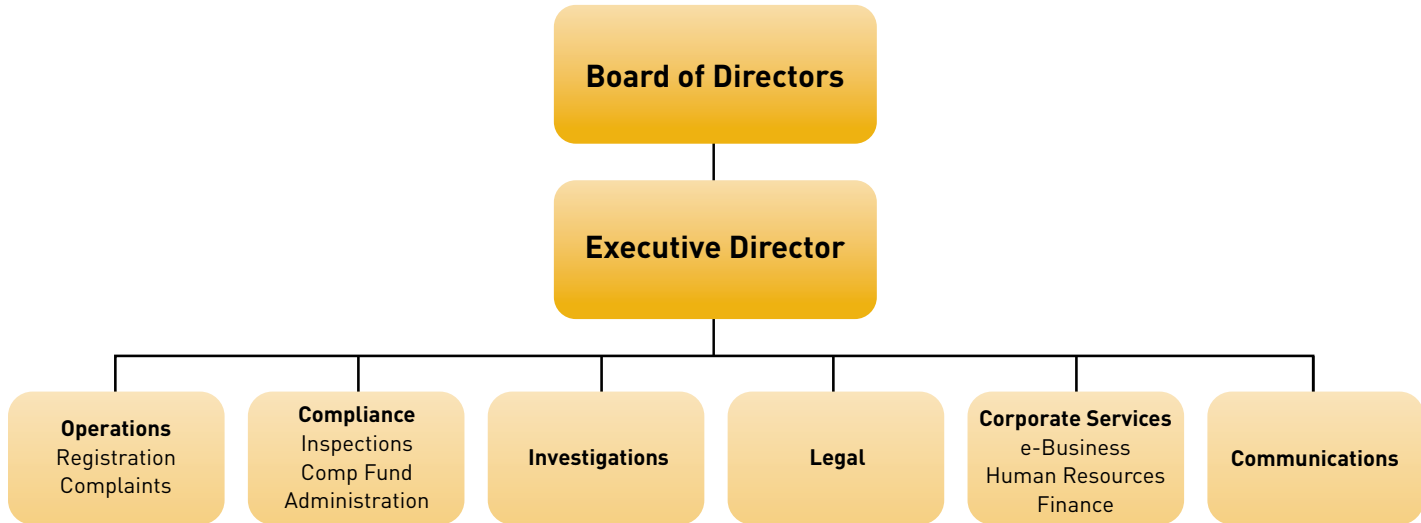 Board of Directors
Executive Director
Operations
Registration
Complaints
Compliance
Inspections
Comp Fund
Administration
Investigations
Legal
Corporate Services
e-Business
Human Resources
Finance
Communications